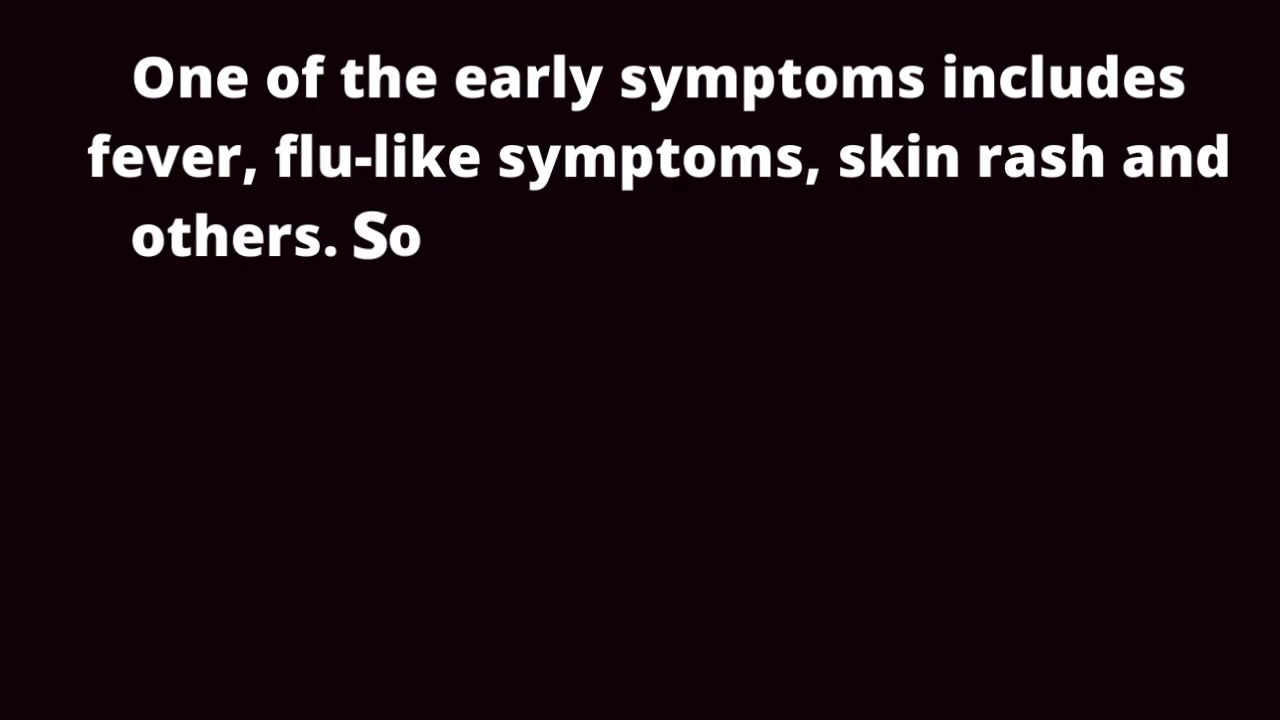 One of the early symptoms includes
fever, flu-like symptoms, skin rash and
others. So